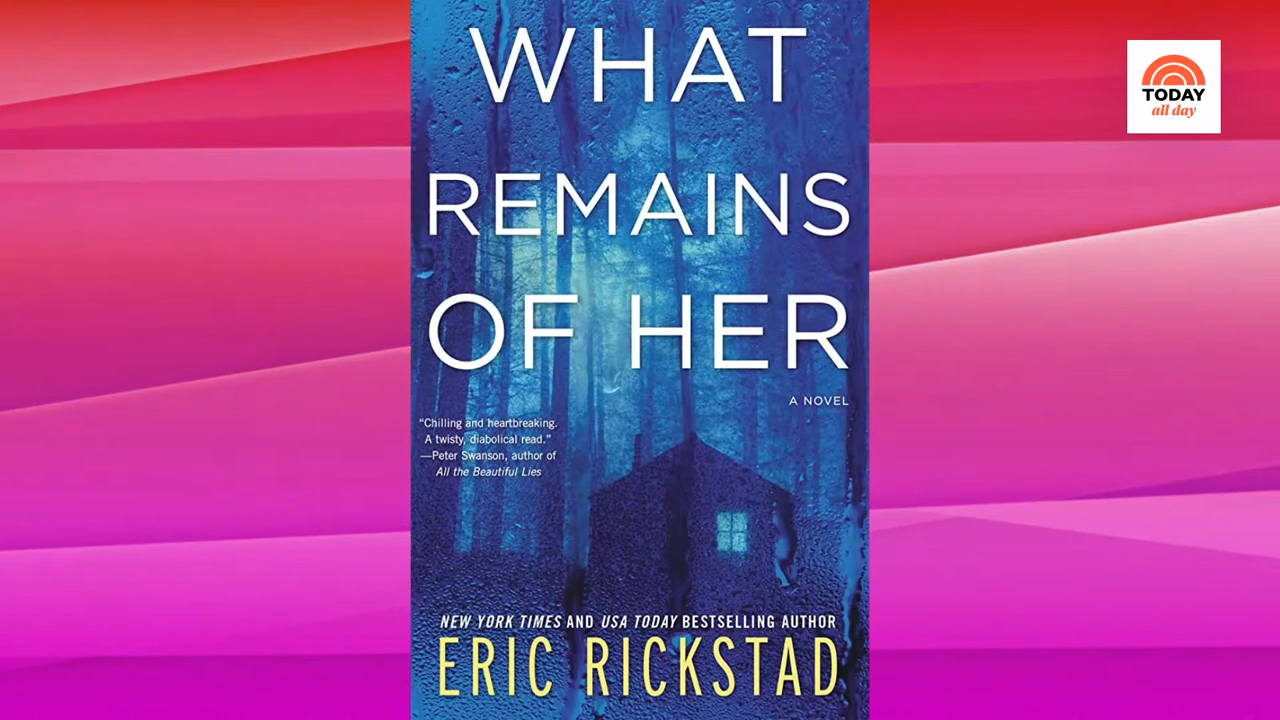 WHAT
REMAINS
OF HER
A NOVEL
“Chilling and heartbreaking.
A twisty, diabolical read.”
—Peter Swanson, author of
All the Beautiful Lies
NEW YORK TIMES AND USA TODAY BESTSELLING AUTHOR
ERIC RICKSTAD
TODAY
all day